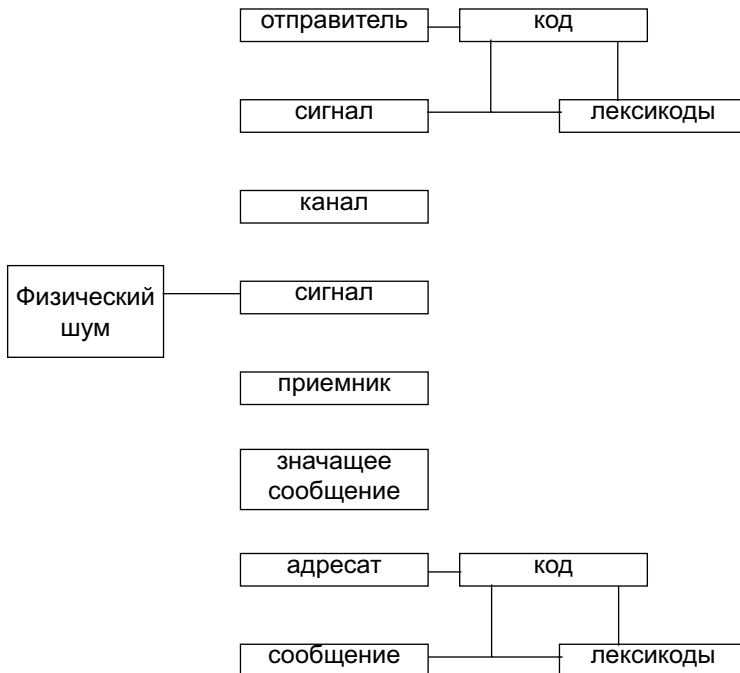 отправитель
код
сигнал
лексикоды
канал
Физический
шум
сигнал
приемник
значащее
сообщение
адресат
код
сообщение
лексикоды